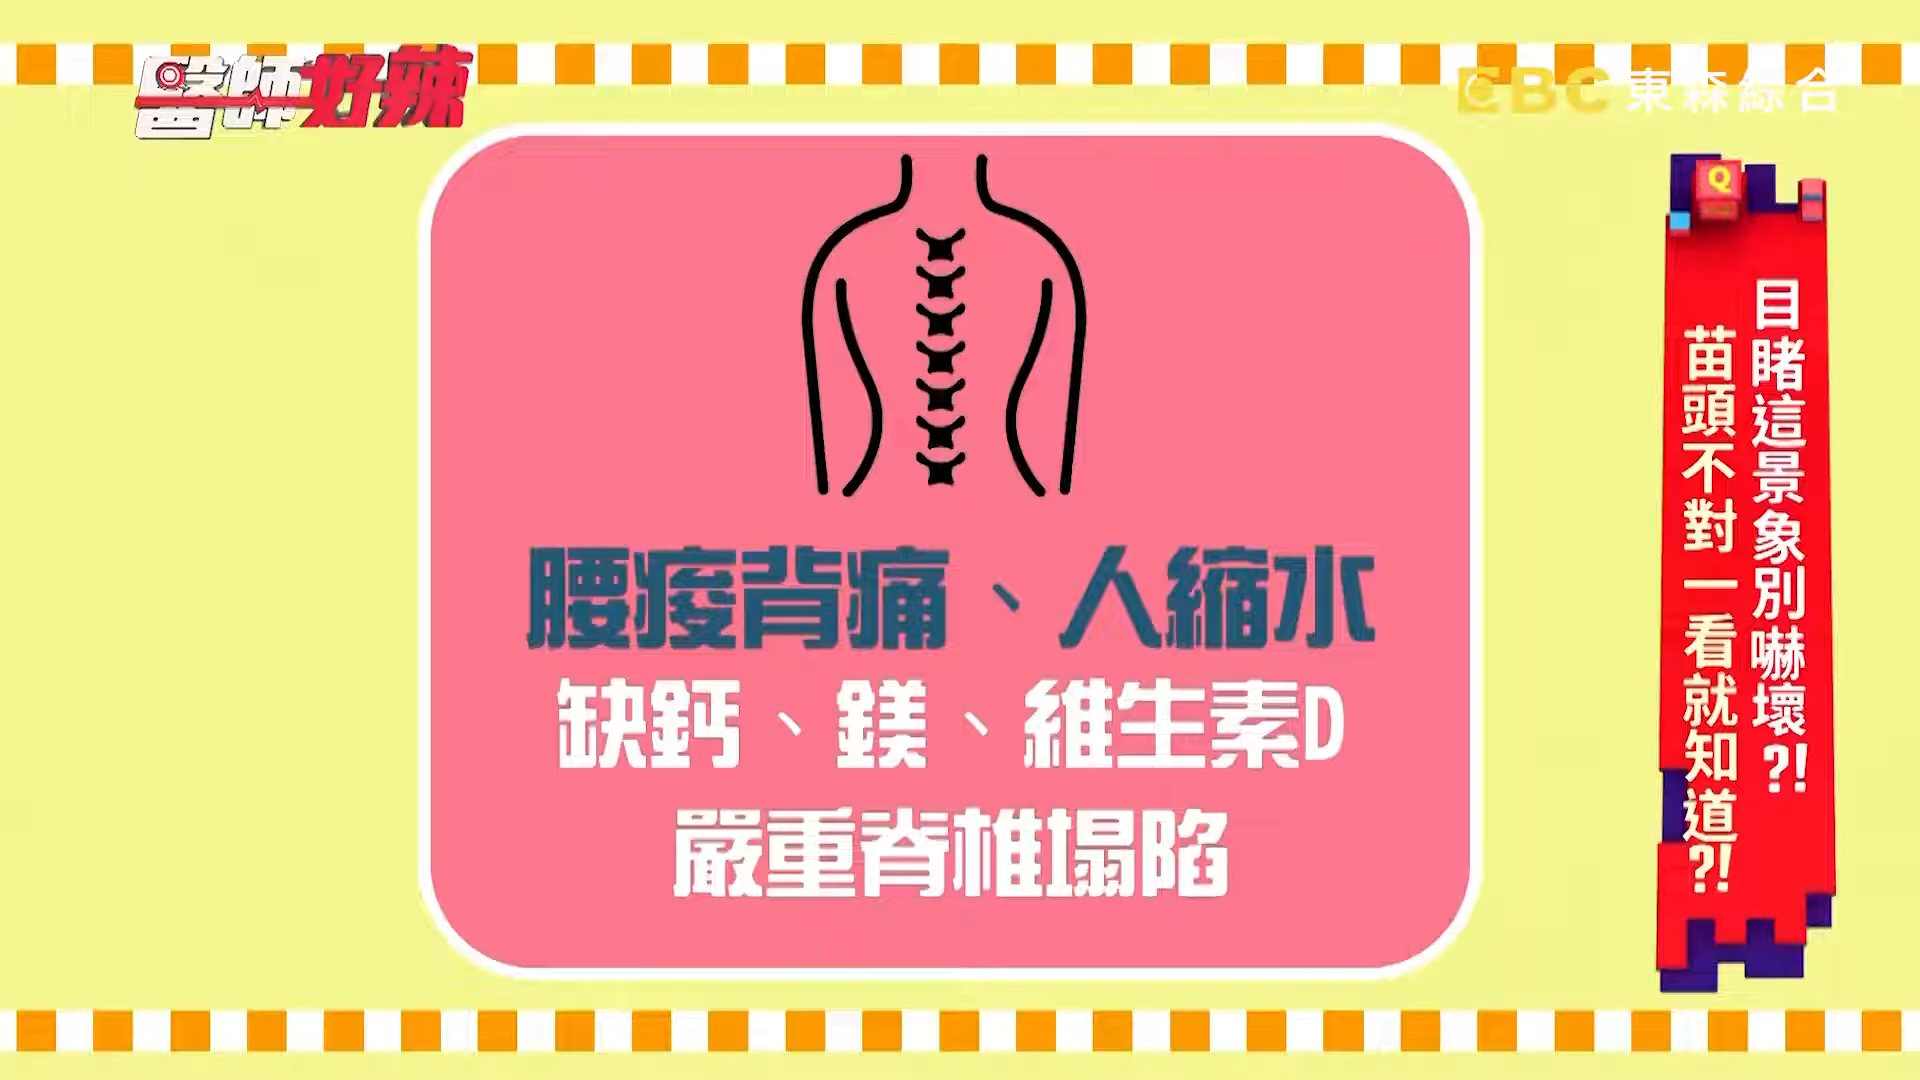 醫師好辣
EBC 東森綜合
腰痠背痛、人縮水
缺鈣、鎂、維生素D
嚴重脊椎塌陷
Q
目睹這景象別嚇壞?!
苗頭不對一看就知道?!